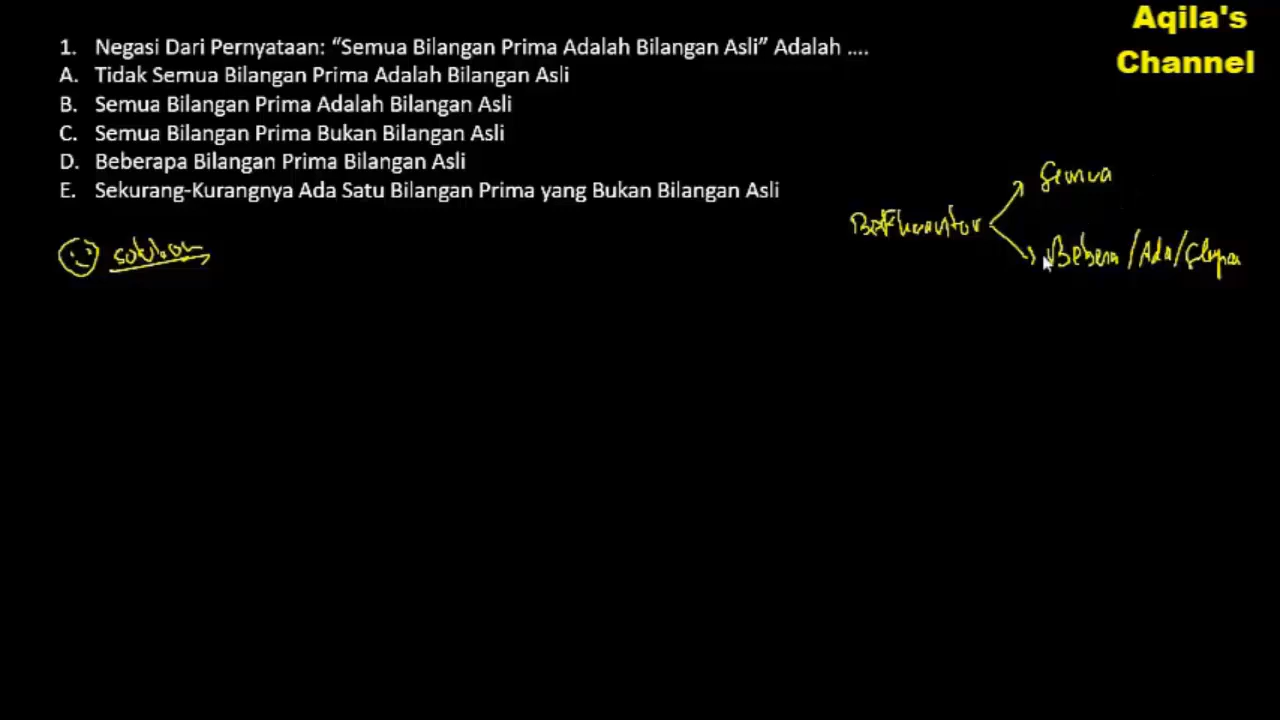 Aqila's
Channel
1. Negasi Dari Pernyataan: “Semua Bilangan Prima Adalah Bilangan Asli” Adalah ....
A. Tidak Semua Bilangan Prima Adalah Bilangan Asli
B. Semua Bilangan Prima Adalah Bilangan Asli
C. Semua Bilangan Prima Bukan Bilangan Asli
D. Beberapa Bilangan Prima Bilangan Asli
E. Sekurang-Kurangnya Ada Satu Bilangan Prima yang Bukan Bilangan Asli
Semua
/Ada/